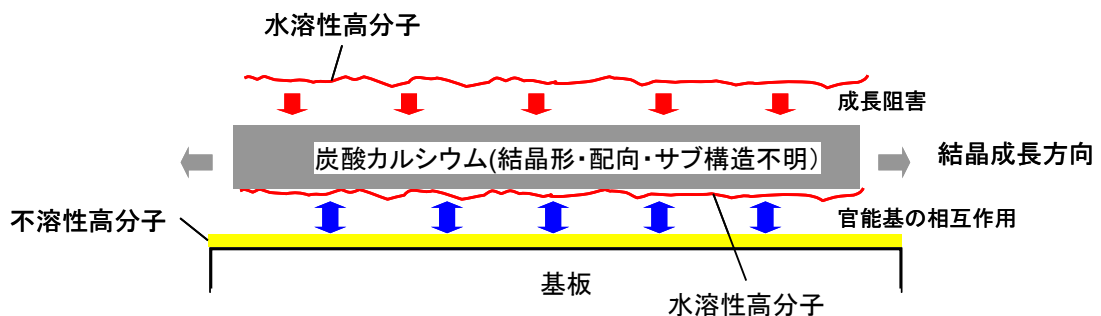 水溶性高分子
成長阻害
炭酸カルシウム(結晶形・配向・サブ構造不明)
結晶成長方向
不溶性高分子
官能基の相互作用
基板
水溶性高分子